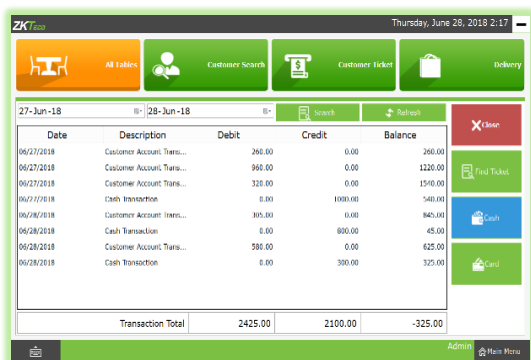 ZKTeco Thursday, June 28, 2018 2:17
All Tables Customer Search Customer Ticket Delivery
27-Jun-18 28-Jun-18 Search Refresh Close
Date Description Debit Credit Balance
06/27/2018 Customer Account Trans... 260.00 0.00 260.00
06/27/2018 Customer Account Trans... 960.00 0.00 1220.00
06/27/2018 Customer Account Trans... 320.00 0.00 1540.00
06/27/2018 Cash Transaction 0.00 1000.00 540.00
06/28/2018 Customer Account Trans... 305.00 0.00 845.00
06/28/2018 Cash Transaction 0.00 800.00 45.00
06/28/2018 Customer Account Trans... 580.00 0.00 625.00
06/28/2018 Cash Transaction 0.00 300.00 325.00
Find Ticket
Cash
Card
Transaction Total 2425.00 2100.00 -325.00
Admin Main Menu